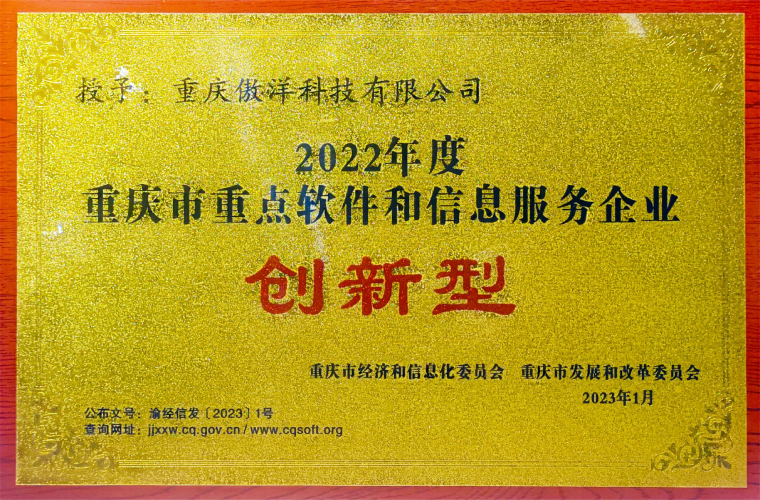 授予：重庆傲洋科技有限公司
2022年度
重庆市重点软件和信息服务企业
创新型
重庆市经济和信息化委员会 重庆市发展和改革委员会
2023年1月
公布文号：渝经信发〔2023〕1号
查询网址：jjxxw.cq.gov.cn / www.cqsoft.org